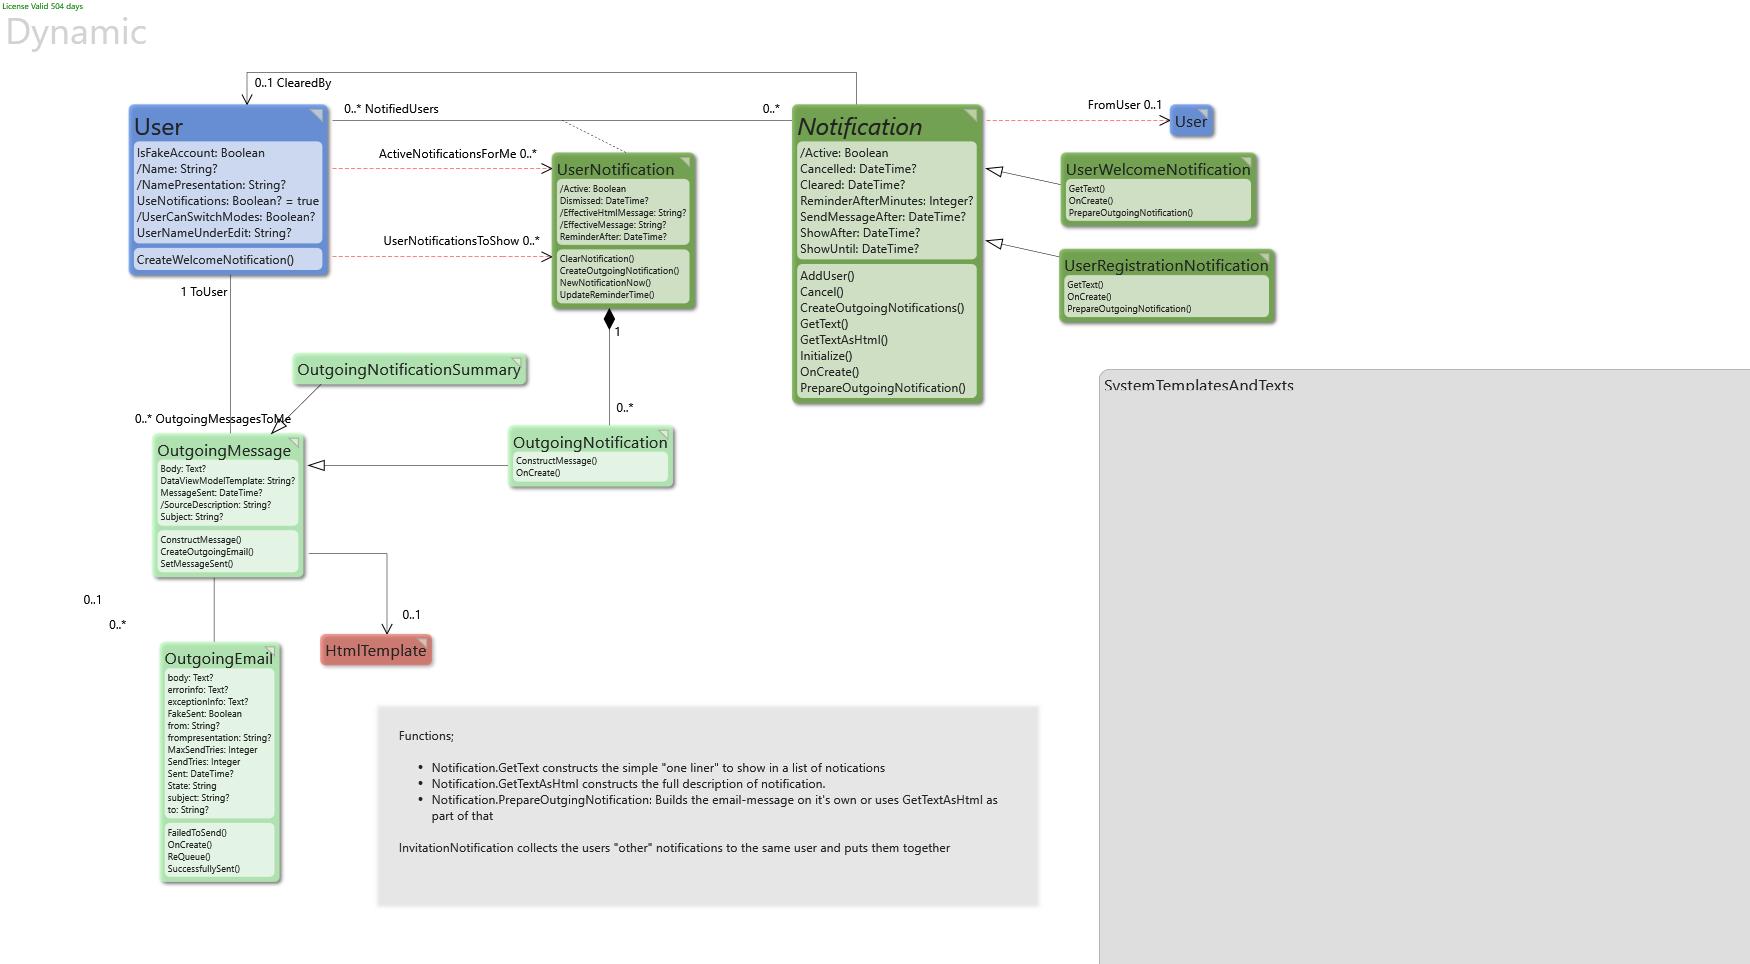 License Valid 504 days
Dynamic
0..1 ClearedBy
0..* NotifiedUsers
0..*
FromUser 0..1
User
IsFakeAccount: Boolean
/Name: String?
/NamePresentation: String?
UseNotifications: Boolean? = true
/UserCanSwitchModes: Boolean?
UserNameUnderEdit: String?
CreateWelcomeNotification()
ActiveNotificationsForMe 0..*
UserNotificationsToShow 0..*
UserNotification
/Active: Boolean
Dismissed: DateTime?
/EffectiveHtmlMessage: String?
/EffectiveMessage: String?
ReminderAfter: DateTime?
ClearNotification()
CreateOutgoingNotification()
NewNotificationNow()
UpdateReminderTime()
Notification
/Active: Boolean
Cancelled: DateTime?
Cleared: DateTime?
ReminderAfterMinutes: Integer?
SendMessageAfter: DateTime?
ShowAfter: DateTime?
ShowUntil: DateTime?
AddUser()
Cancel()
CreateOutgoingNotifications()
GetText()
GetTextAsHtml()
Initialize()
OnCreate()
PrepareOutgoingNotification()
User
UserWelcomeNotification
GetText()
OnCreate()
PrepareOutgoingNotification()
UserRegistrationNotification
GetText()
OnCreate()
PrepareOutgoingNotification()
1 ToUser
1
OutgoingNotificationSummary
SystemTemplatesAndTexts
0..* OutgoingMessagesToMe
0..*
OutgoingMessage
Body: Text?
DataViewModelTemplate: String?
MessageSent: DateTime?
/SourceDescription: String?
Subject: String?
ConstructMessage()
CreateOutgoingEmail()
SetMessageSent()
OutgoingNotification
ConstructMessage()
OnCreate()
0..1
0..*
0..1
HtmlTemplate
OutgoingEmail
body: Text?
errorinfo: Text?
exceptionInfo: Text?
FakeSent: Boolean
from: String?
frompresentation: String?
MaxSendTries: Integer
SendTries: Integer
Sent: DateTime?
State: String
subject: String?
to: String?
FailedToSend()
OnCreate()
ReQueue()
SuccessfullySent()
Functions;
• Notification.GetText constructs the simple "one liner" to show in a list of notications
• Notification.GetTextAsHtml constructs the full description of notification.
• Notification.PrepareOutgingNotification: Builds the email-message on it's own or uses GetTextAsHtml as
part of that
InvitationNotification collects the users "other" notifications to the same user and puts them together